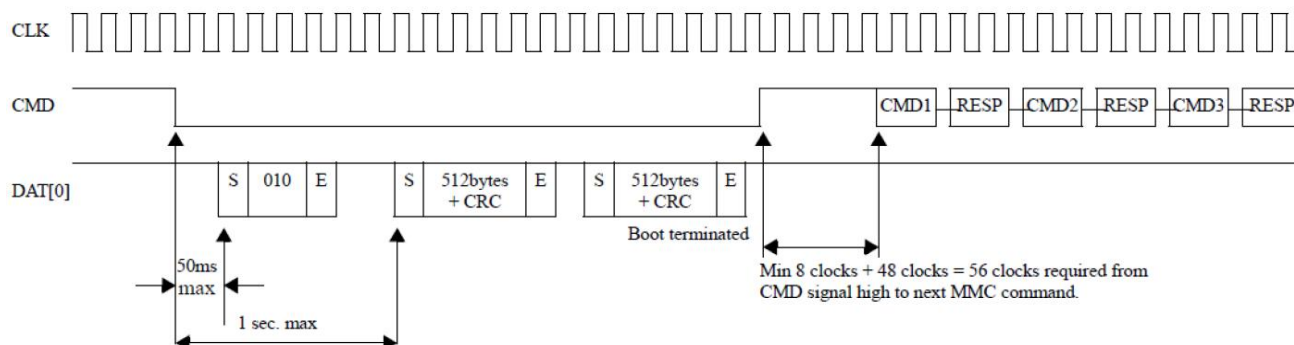 CLK
CMD
CMD1 RESP CMD2 RESP CMD3 RESP
DAT[0]
S 010 E S 512bytes + CRC E S 512bytes + CRC E
Boot terminated
50ms
max
1 sec. max
Min 8 clocks + 48 clocks = 56 clocks required from
CMD signal high to next MMC command.